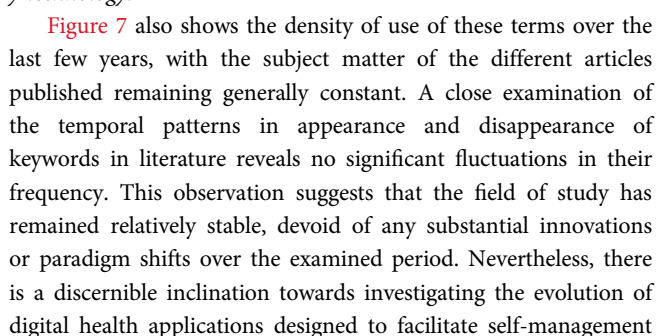 y technology.
Figure 7 also shows the density of use of these terms over the
last few years, with the subject matter of the different articles
published remaining generally constant. A close examination of
the temporal patterns in appearance and disappearance of
keywords in literature reveals no significant fluctuations in their
frequency. This observation suggests that the field of study has
remained relatively stable, devoid of any substantial innovations
or paradigm shifts over the examined period. Nevertheless, there
is a discernible inclination towards investigating the evolution of
digital health applications designed to facilitate self-management